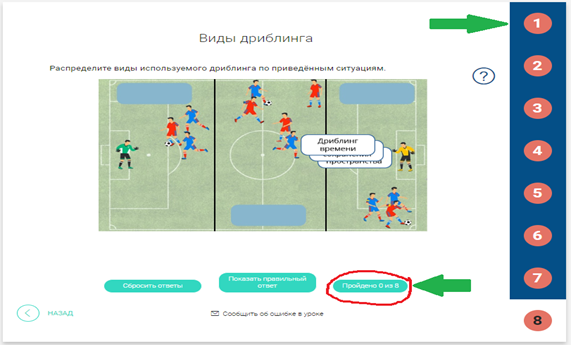 Виды дриблинга
Распределите виды используемого дриблинга по приведённым ситуациям.
?
Дриблинг
времени
пространства
Сбросить ответы
Показать правильный
ответ
Пройдено 0 из 8
НАЗАД
Сообщить об ошибке в уроке
1
2
3
4
5
6
7
8